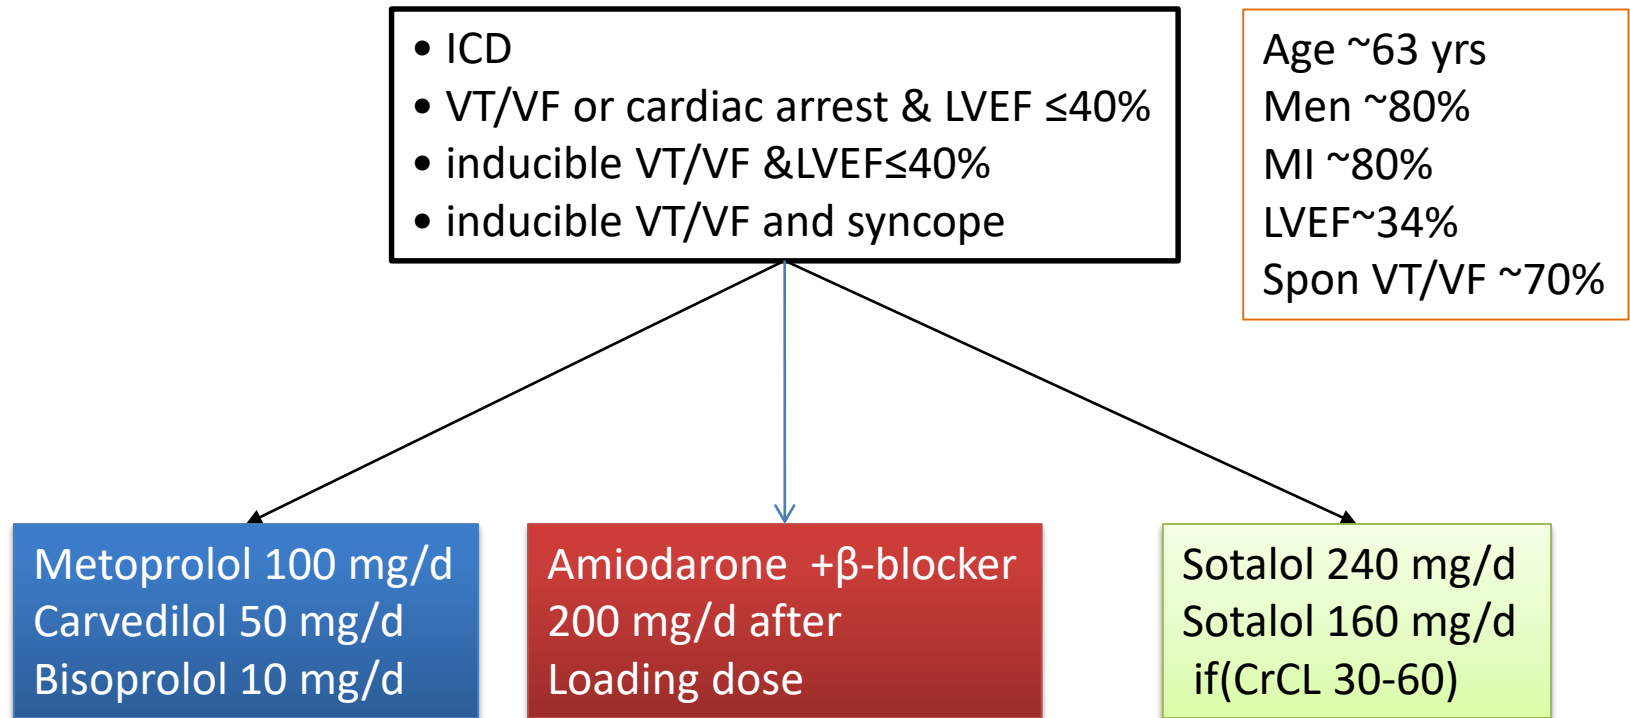 • ICD
• VT/VF or cardiac arrest & LVEF ≤40%
• inducible VT/VF &LVEF≤40%
• inducible VT/VF and syncope
Age ~63 yrs
Men ~80%
MI ~80%
LVEF~34%
Spon VT/VF ~70%
Metoprolol 100 mg/d
Carvedilol 50 mg/d
Bisoprolol 10 mg/d
Amiodarone +β-blocker
200 mg/d after
Loading dose
Sotalol 240 mg/d
Sotalol 160 mg/d
if(CrCL 30-60)